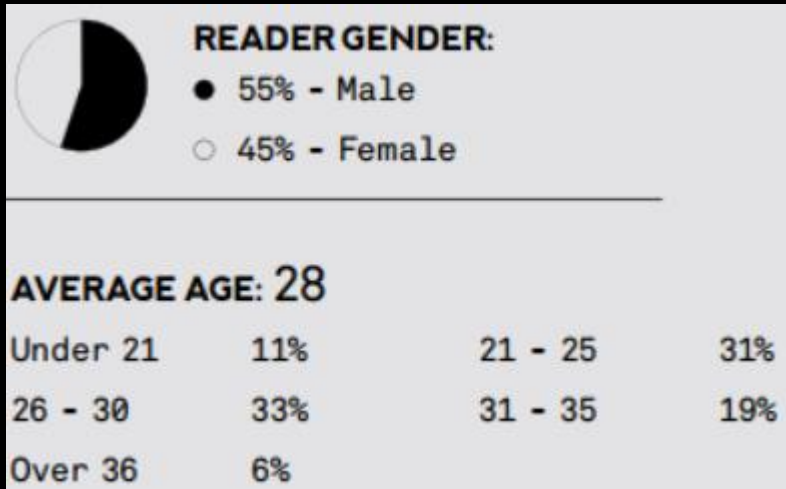 READER GENDER:
55% - Male
45% - Female
AVERAGE AGE: 28
Under 21 11% 21 - 25 31%
26 - 30 33% 31 - 35 19%
Over 36 6%